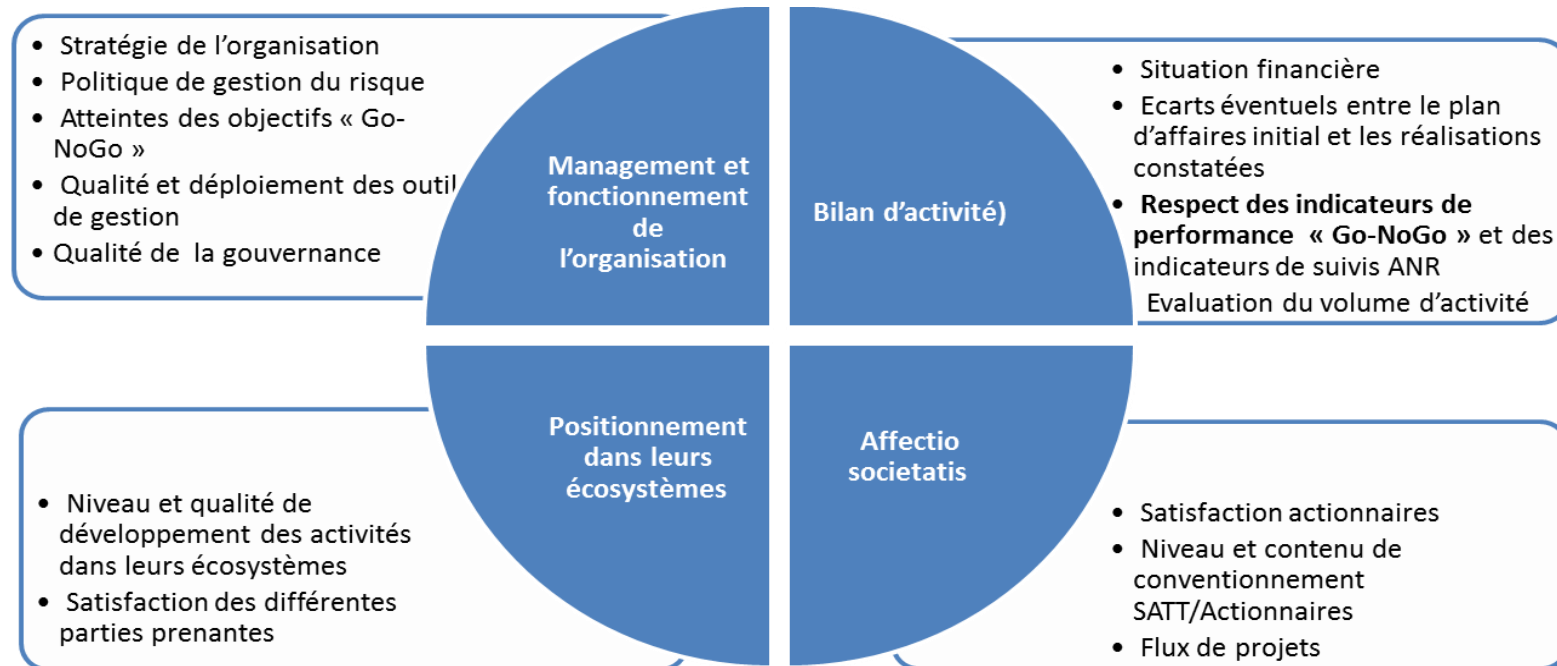 • Stratégie de l’organisation
• Politique de gestion du risque
• Atteintes des objectifs « Go-
NoGo »
• Qualité et déploiement des outil
de gestion
• Qualité de la gouvernance
Management et
fonctionnement
de
l’organisation
Bilan d’activité)
• Situation financière
• Ecarts éventuels entre le plan
d’affaires initial et les réalisations
constatées
• Respect des indicateurs de
performance « Go-NoGo » et des
indicateurs de suivis ANR
Evaluation du volume d’activité
• Niveau et qualité de
développement des activités
dans leurs écosystèmes
• Satisfaction des différentes
parties prenantes
Positionnement
dans leurs
écosystèmes
Affectio
societatis
• Satisfaction actionnaires
• Niveau et contenu de
conventionnement
SATT/Actionnaires
• Flux de projets